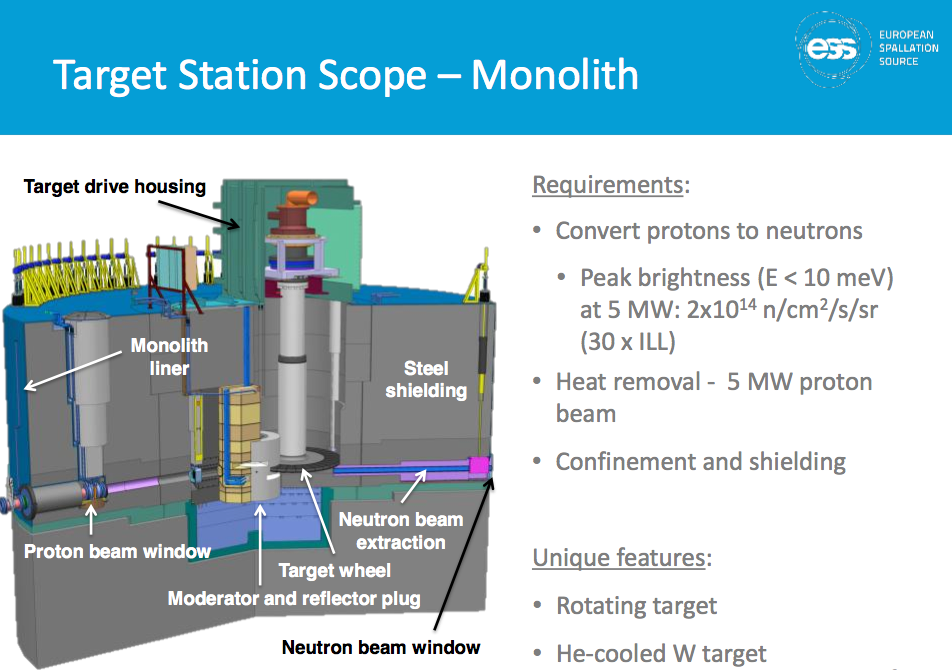 Target Station Scope – Monolith
ess
EUROPEAN
SPALLATION
SOURCE
Target drive housing
Monolith
liner
Steel
shielding
Proton beam window
Neutron beam
extraction
Target wheel
Moderator and reflector plug
Neutron beam window
Requirements:
• Convert protons to neutrons
• Peak brightness (E < 10 meV)
at 5 MW: 2x10¹⁴ n/cm²/s/sr
(30 x ILL)
• Heat removal - 5 MW proton
beam
• Confinement and shielding
Unique features:
• Rotating target
• He-cooled W target